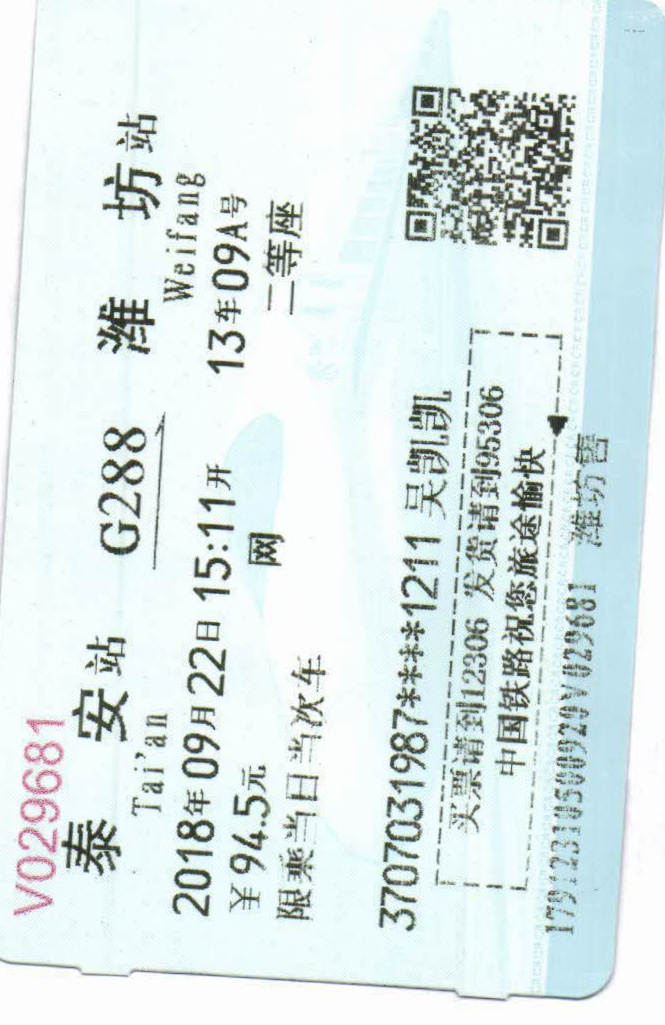 V029681
泰安站 G288 潍坊站
Tai'an Weifang
2018年09月22日15:11开 13车09A号
￥94.5元 网 二等座
限乘当日当次车
3707031987****1211 吴凯凯
买票请到12306 发货请到95306
中国铁路祝您旅途愉快
17912310500920V029681 潍坊售